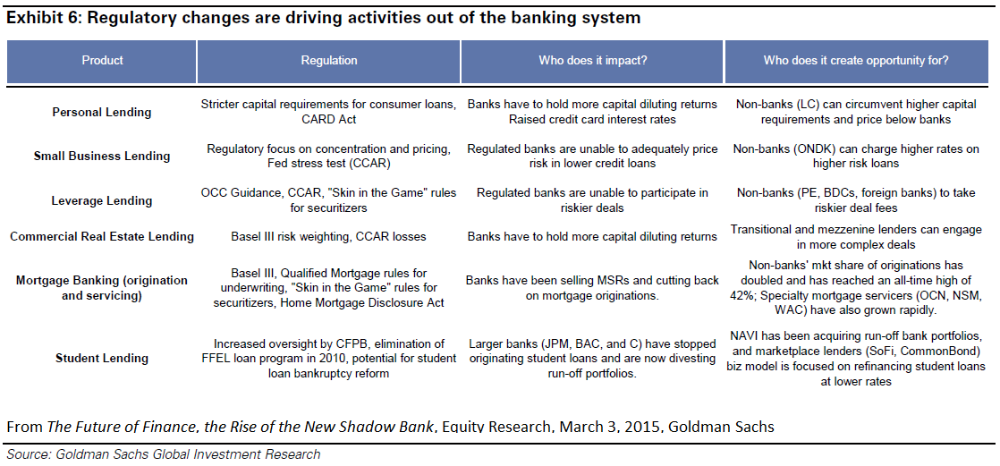 Exhibit 6: Regulatory changes are driving activities out of the banking system
Product
Regulation
Who does it impact?
Who does it create opportunity for?
Personal Lending
Stricter capital requirements for consumer loans,
CARD Act
Banks have to hold more capital diluting returns
Raised credit card interest rates
Non-banks (LC) can circumvent higher capital
requirements and price below banks
Small Business Lending
Regulatory focus on concentration and pricing,
Fed stress test (CCAR)
Regulated banks are unable to adequately price
risk in lower credit loans
Non-banks (ONDK) can charge higher rates on
higher risk loans
Leverage Lending
OCC Guidance, CCAR, "Skin in the Game" rules
for securitizers
Regulated banks are unable to participate in
riskier deals
Non-banks (PE, BDCs, foreign banks) to take
riskier deal fees
Commercial Real Estate Lending
Basel III risk weighting, CCAR losses
Banks have to hold more capital diluting returns
Transitional and mezzenine lenders can engage
in more complex deals
Mortgage Banking (origination
and servicing)
Basel III, Qualified Mortgage rules for
underwriting, "Skin in the Game" rules for
securitizers, Home Mortgage Disclosure Act
Banks have been selling MSRs and cutting back
on mortgage originations.
Non-banks' mkt share of originations has
doubled and has reached an all-time high of
42%; Specialty mortgage servicers (OCN, NSM,
WAC) have also grown rapidly.
Student Lending
Increased oversight by CFPB, elimination of
FFEL loan program in 2010, potential for student
loan bankruptcy reform
Larger banks (JPM, BAC, and C) have stopped
originating student loans and are now divesting
run-off portfolios.
NAVI has been acquiring run-off bank portfolios,
and marketplace lenders (SoFi, CommonBond)
biz model is focused on refinancing student loans
at lower rates
From The Future of Finance, the Rise of the New Shadow Bank, Equity Research, March 3, 2015, Goldman Sachs
Source: Goldman Sachs Global Investment Research